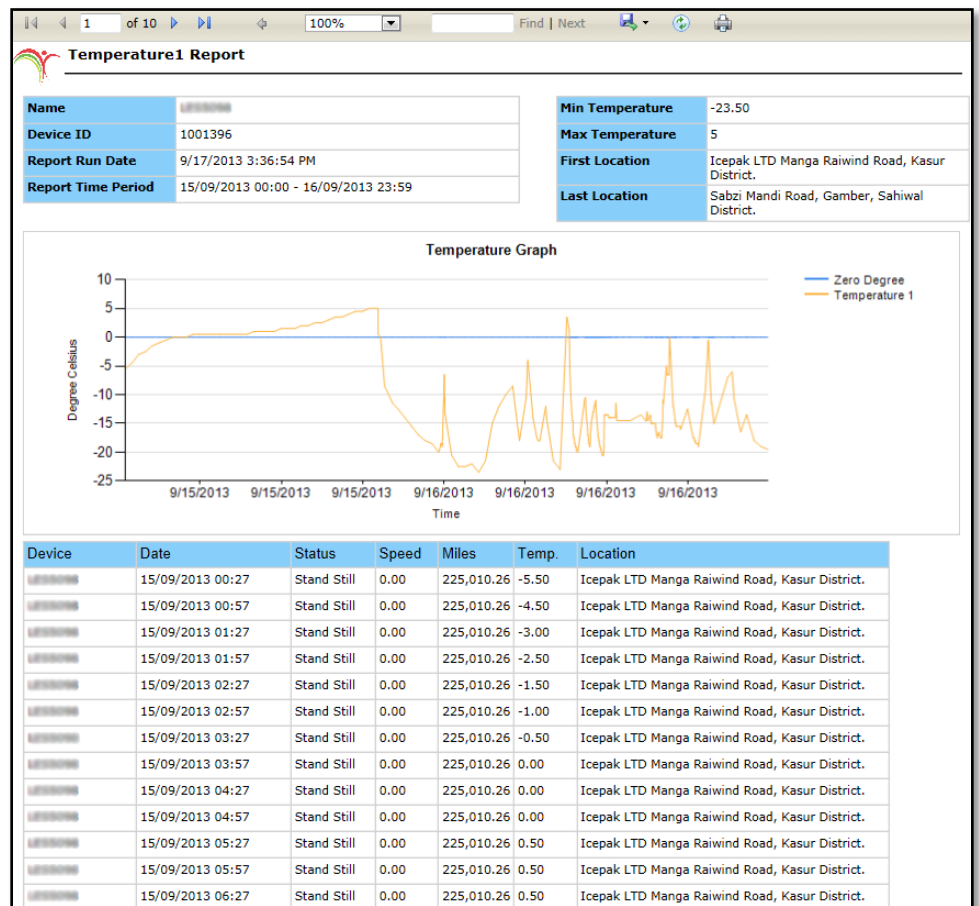 1 of 10 100% Find | Next
Temperature1 Report
Name
Device ID 1001396
Report Run Date 9/17/2013 3:36:54 PM
Report Time Period 15/09/2013 00:00 - 16/09/2013 23:59
Min Temperature -23.50
Max Temperature 5
First Location Icepak LTD Manga Raiwind Road, Kasur
District.
Last Location Sabzi Mandi Road, Gamber, Sahiwal
District.
Temperature Graph
Zero Degree
Temperature 1
Degree Celsius
10
5
0
-5
-10
-15
-20
-25
9/15/2013 9/15/2013 9/15/2013 9/16/2013 9/16/2013 9/16/2013 9/16/2013
Time
Device Date Status Speed Miles Temp. Location
15/09/2013 00:27 Stand Still 0.00 225,010.26 -5.50 Icepak LTD Manga Raiwind Road, Kasur District.
15/09/2013 00:57 Stand Still 0.00 225,010.26 -4.50 Icepak LTD Manga Raiwind Road, Kasur District.
15/09/2013 01:27 Stand Still 0.00 225,010.26 -3.00 Icepak LTD Manga Raiwind Road, Kasur District.
15/09/2013 01:57 Stand Still 0.00 225,010.26 -2.50 Icepak LTD Manga Raiwind Road, Kasur District.
15/09/2013 02:27 Stand Still 0.00 225,010.26 -1.50 Icepak LTD Manga Raiwind Road, Kasur District.
15/09/2013 02:57 Stand Still 0.00 225,010.26 -1.00 Icepak LTD Manga Raiwind Road, Kasur District.
15/09/2013 03:27 Stand Still 0.00 225,010.26 -0.50 Icepak LTD Manga Raiwind Road, Kasur District.
15/09/2013 03:57 Stand Still 0.00 225,010.26 0.00 Icepak LTD Manga Raiwind Road, Kasur District.
15/09/2013 04:27 Stand Still 0.00 225,010.26 0.00 Icepak LTD Manga Raiwind Road, Kasur District.
15/09/2013 04:57 Stand Still 0.00 225,010.26 0.00 Icepak LTD Manga Raiwind Road, Kasur District.
15/09/2013 05:27 Stand Still 0.00 225,010.26 0.50 Icepak LTD Manga Raiwind Road, Kasur District.
15/09/2013 05:57 Stand Still 0.00 225,010.26 0.50 Icepak LTD Manga Raiwind Road, Kasur District.
15/09/2013 06:27 Stand Still 0.00 225,010.26 0.50 Icepak LTD Manga Raiwind Road, Kasur District.